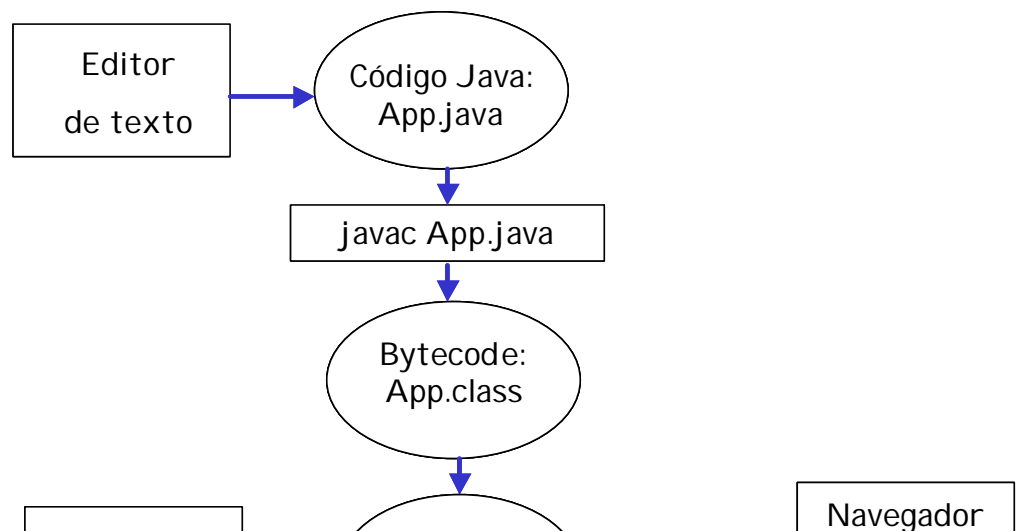 Editor
de texto
Código Java:
App.java
javac App.java
Bytecode:
App.class
Navegador